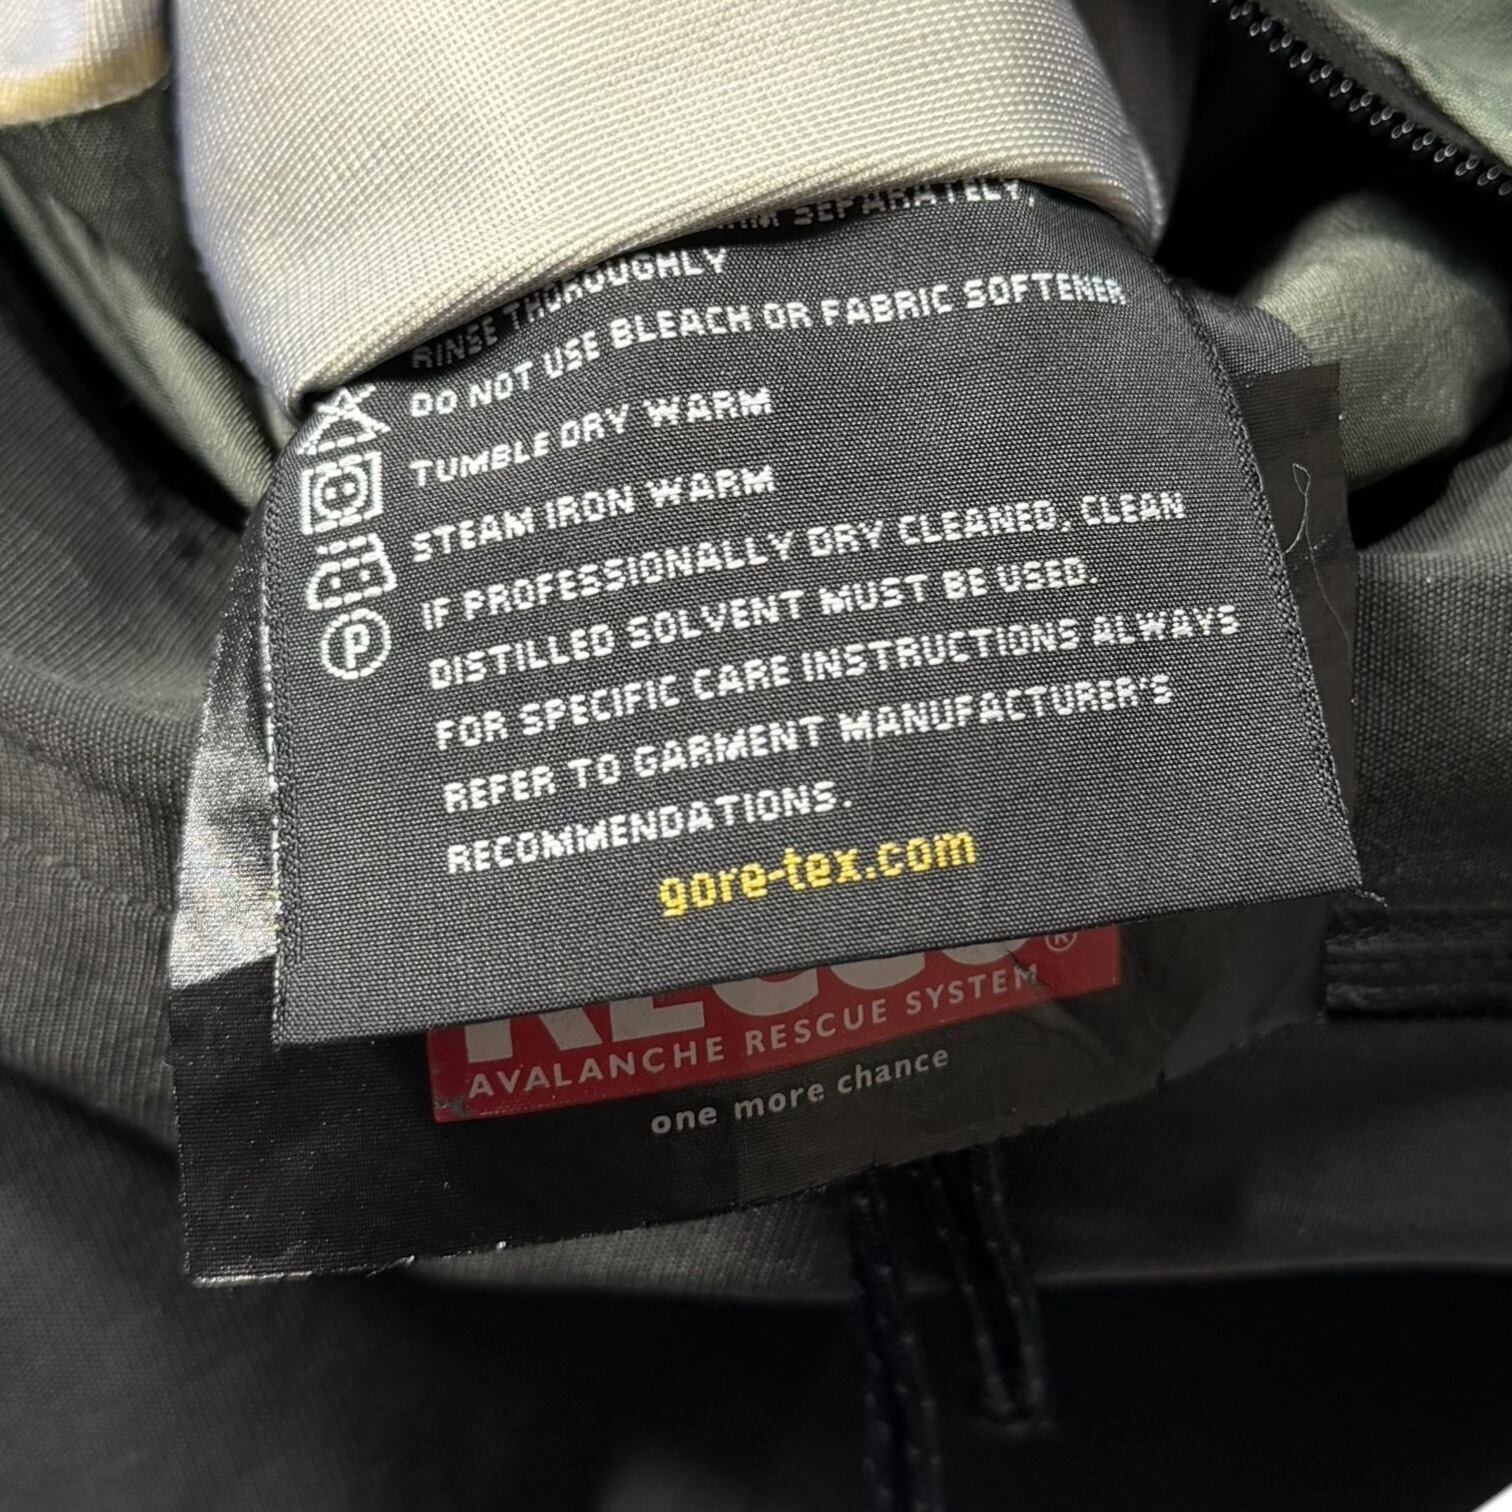 SEPARATELY,
RINSE THOROUGHLY
DO NOT USE BLEACH OR FABRIC SOFTENER
TUMBLE DRY WARM
STEAM IRON WARM
P
IF PROFESSIONALLY DRY CLEANED, CLEAN
DISTILLED SOLVENT MUST BE USED.
FOR SPECIFIC CARE INSTRUCTIONS ALWAYS
REFER TO GARMENT MANUFACTURER'S
RECOMMENDATIONS.
gore-tex.com
RECCO®
AVALANCHE RESCUE SYSTEM
one more chance